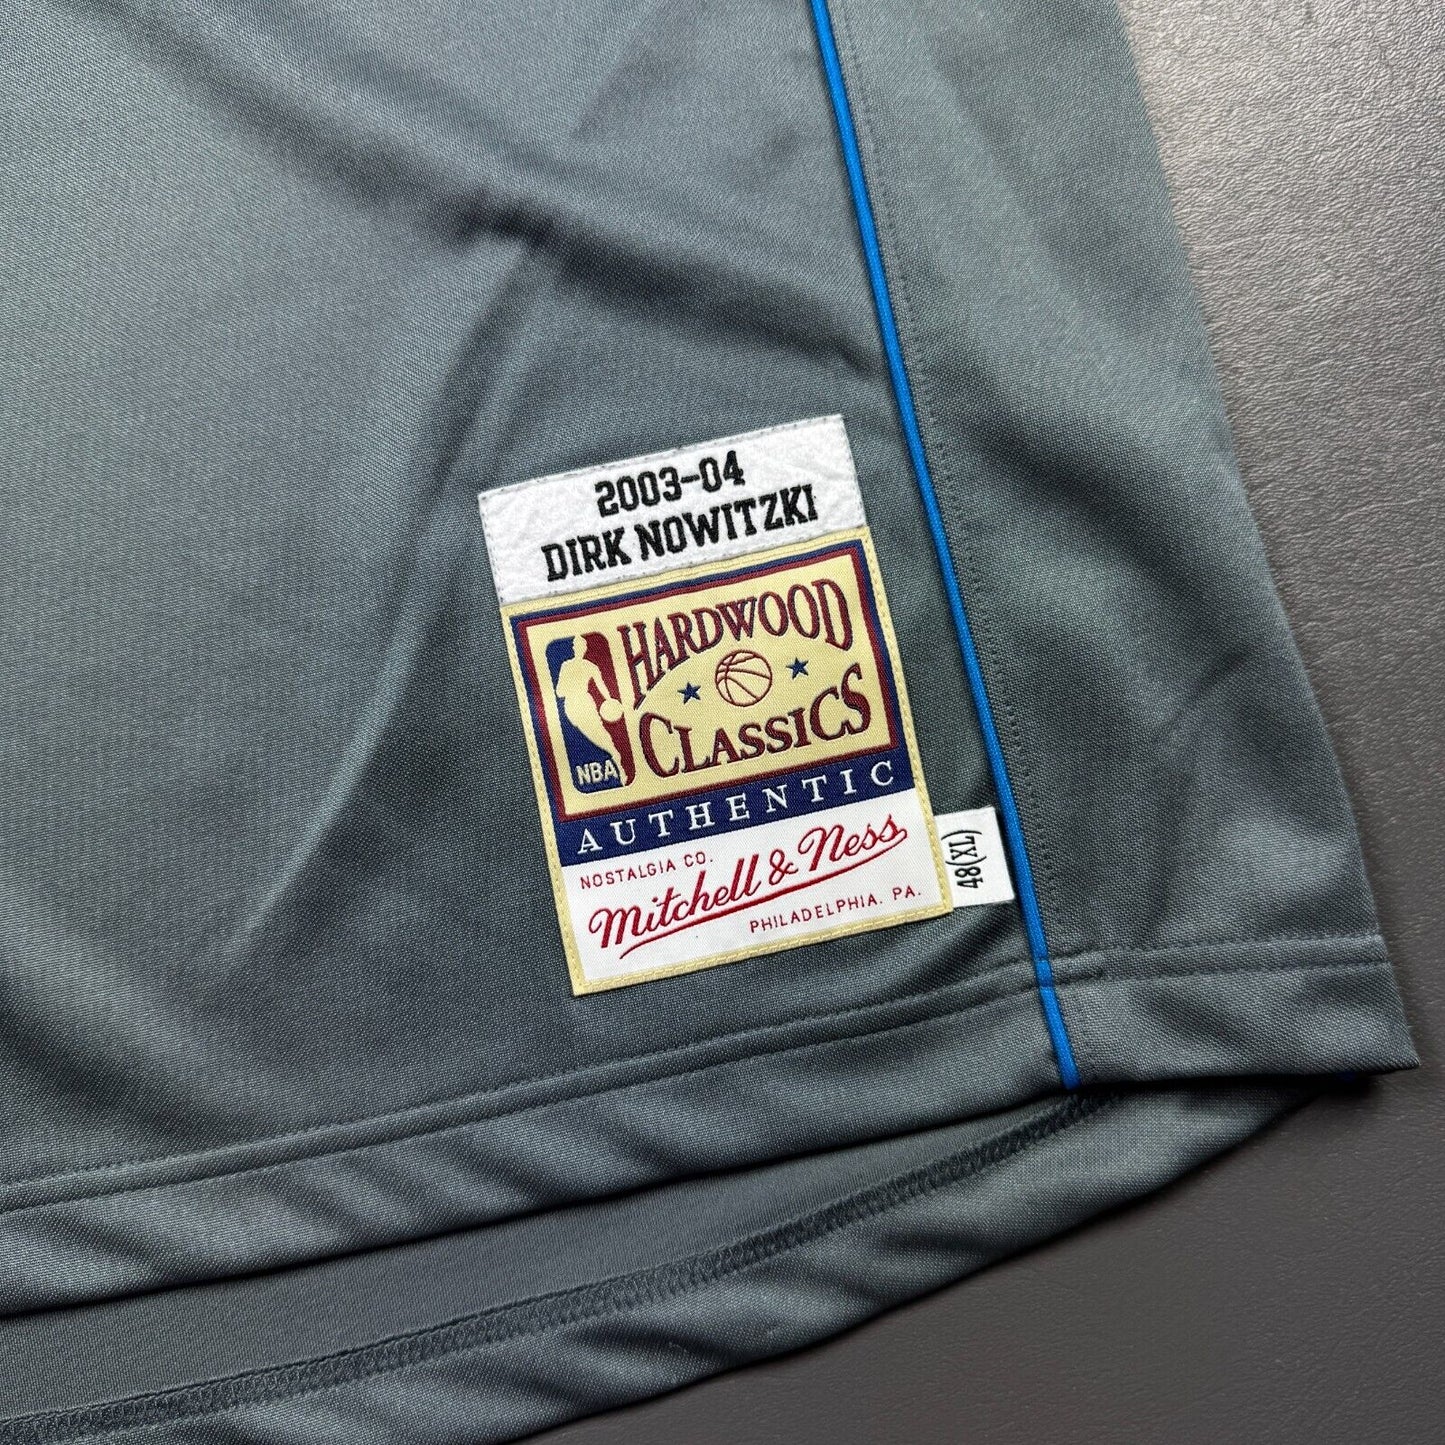 2003-04
DIRK NOWITZKI
HARDWOOD
CLASSICS
NBA
AUTHENTIC
NOSTALGIA CO.
Mitchell & Ness
PHILADELPHIA. PA.
48(XL)